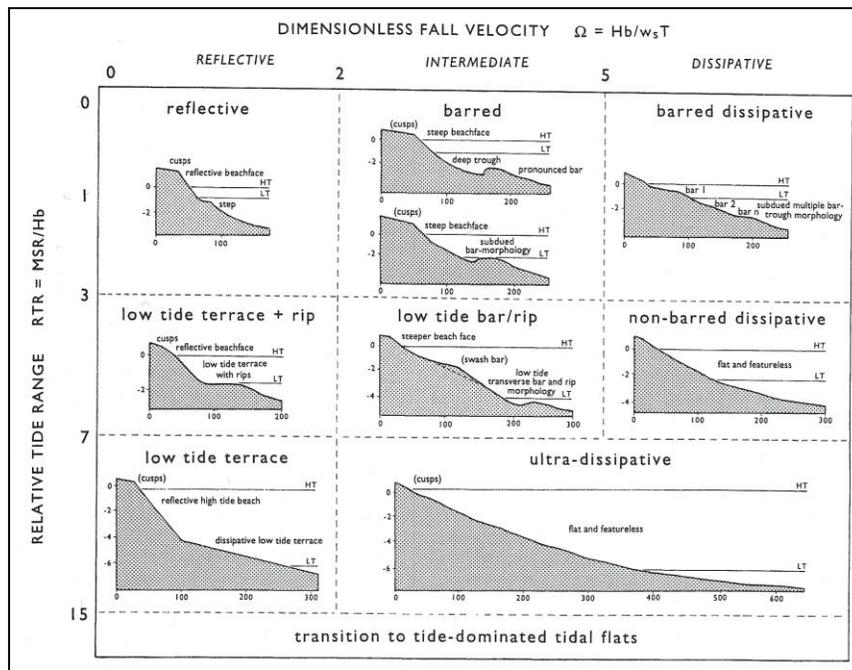 DIMENSIONLESS FALL VELOCITY Ω = Hb/wsT
0 REFLECTIVE 2 INTERMEDIATE 5 DISSIPATIVE
RELATIVE TIDE RANGE RTR = MSR/Hb
0
1
3
7
15
reflective
cusps
reflective beachface
HT
LT
step
0
-2
0 100
barred
(cusps)
steep beachface
HT
LT
deep trough
pronounced bar
0
-2
0 100 200
(cusps)
steep beachface
HT
subdued
bar-morphology
LT
0
-2
0 100 200
barred dissipative
HT
bar 1
LT
bar 2
bar n
subdued multiple bar-
trough morphology
0
-2
0 100 200
low tide terrace + rip
cusps
reflective beachface
HT
low tide terrace
with rips
LT
0
-2
0 100 200
low tide bar/rip
steeper beach face
HT
(swash bar)
low tide
transverse bar and rip
morphology
LT
0
-2
-4
0 100 200 300
non-barred dissipative
HT
flat and featureless
LT
0
-2
-4
0 100 200 300
low tide terrace
(cusps)
HT
reflective high tide beach
dissipative low tide terrace
LT
0
-2
-4
-6
0 100 200 300
ultra-dissipative
(cusps)
HT
flat and featureless
LT
0
-2
-4
-6
0 100 200 300 400 500 600
transition to tide-dominated tidal flats